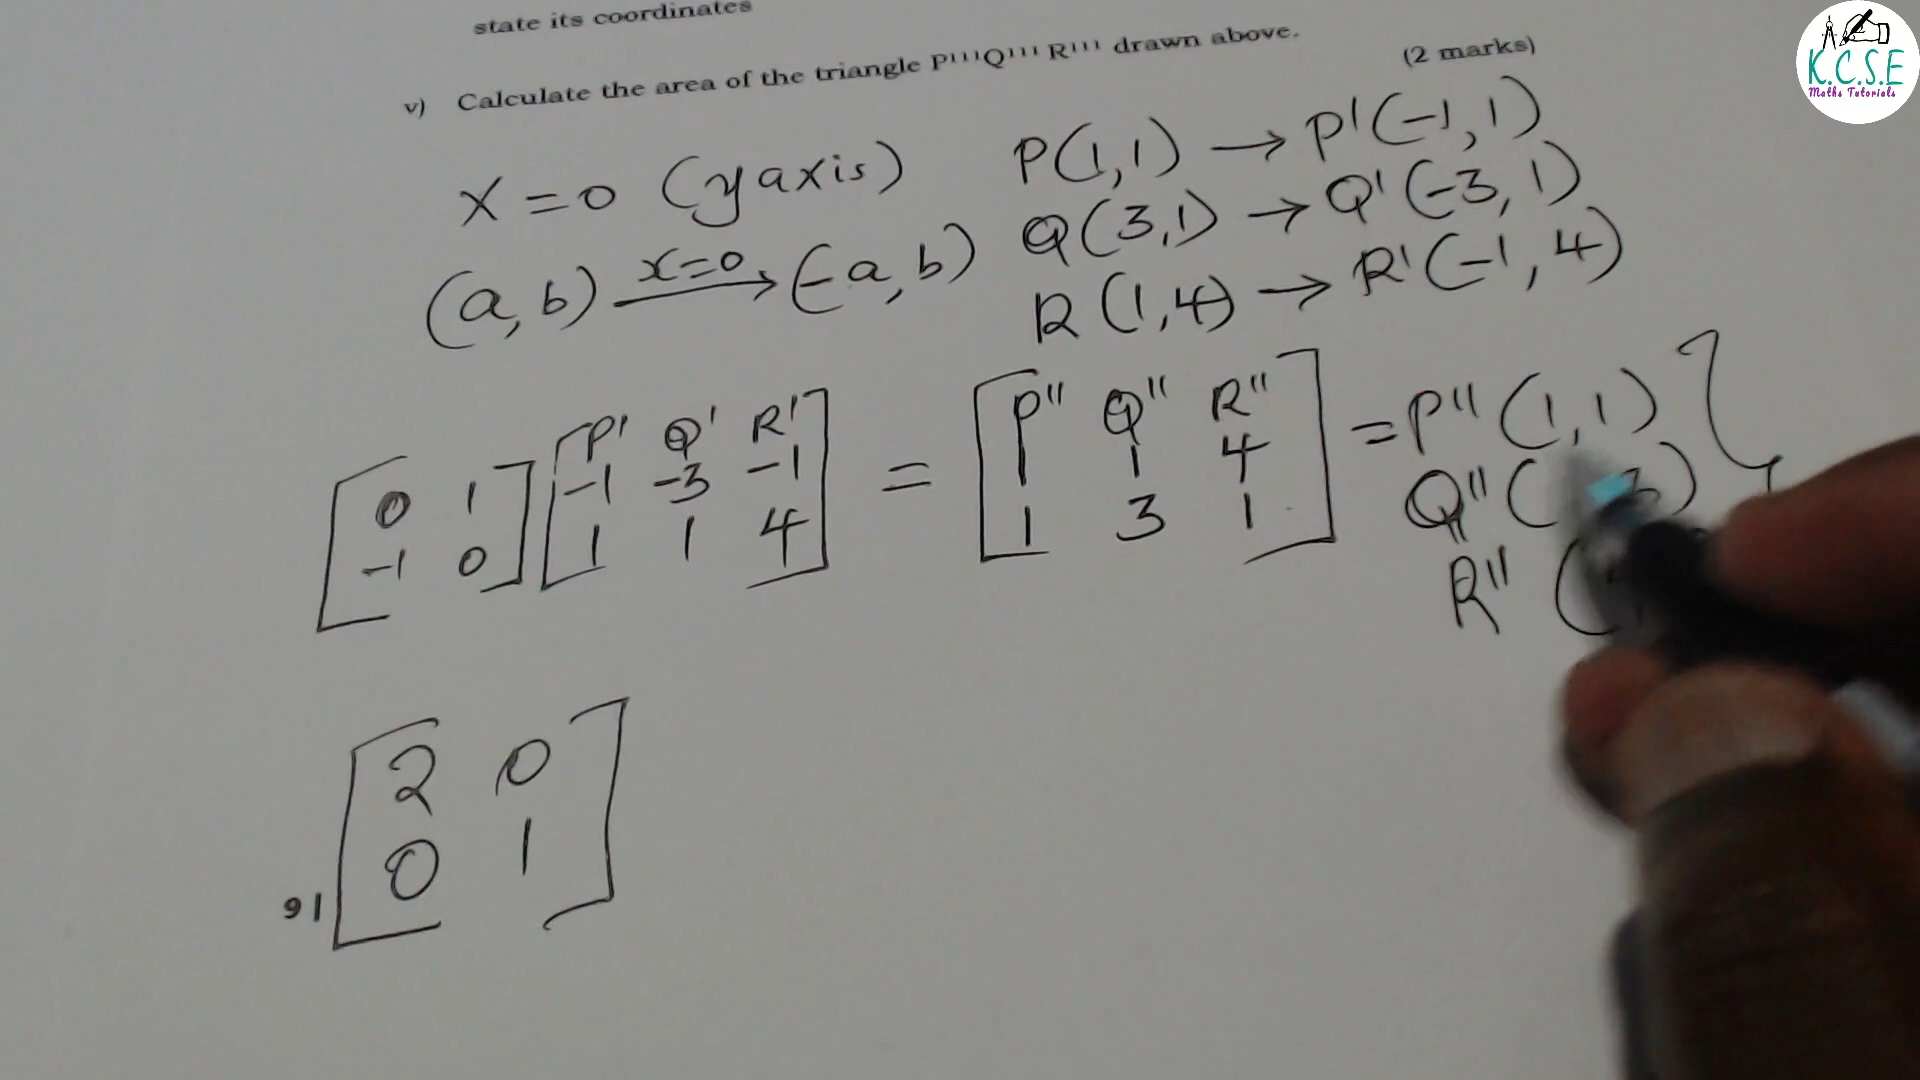 state its coordinates
v) Calculate the area of the triangle P'''Q'''R''' drawn above.
(2 marks)
x=0 (y axis)
P(1,1) → P'(-1,1)
Q(3,1) → Q'(-3,1)
R(1,4) → R'(-1,4)
(a,b) x=0 → (-a,b)
P' Q' R'
0 1
-1 0
-1 -3 -1
1 1 4
=
P'' Q'' R''
1 1 4
1 3 1
= P''(1,1)
Q''( 3)
R''(
2 0
0 1
91
K.C.S.E
Maths Tutorials